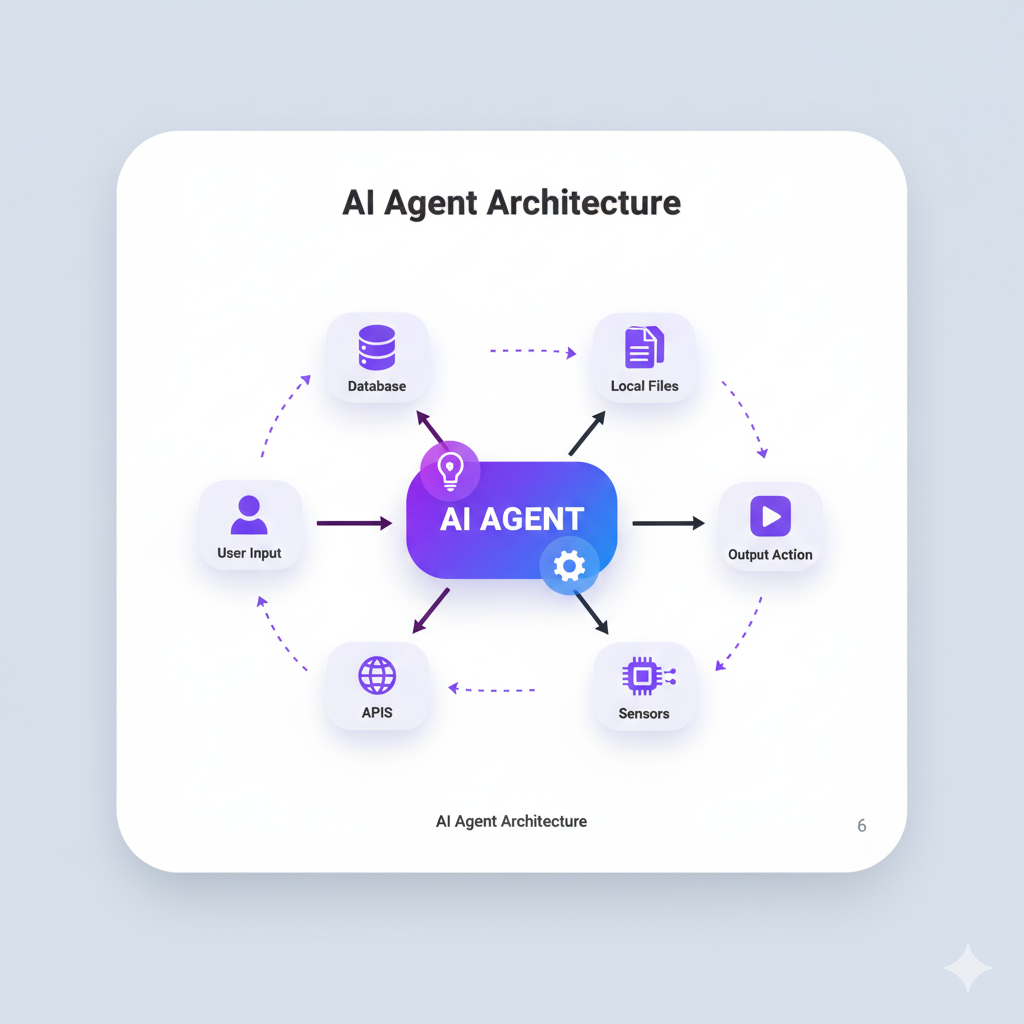 AI Agent Architecture
Database
Local Files
User Input
AI AGENT
Output Action
APIS
Sensors
AI Agent Architecture
6